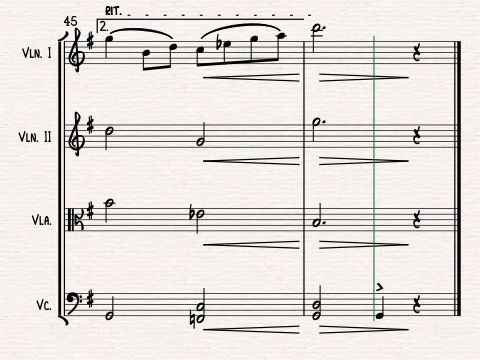 RIT.
45
2.
VLN. I
VLN. II
VLA.
VC.